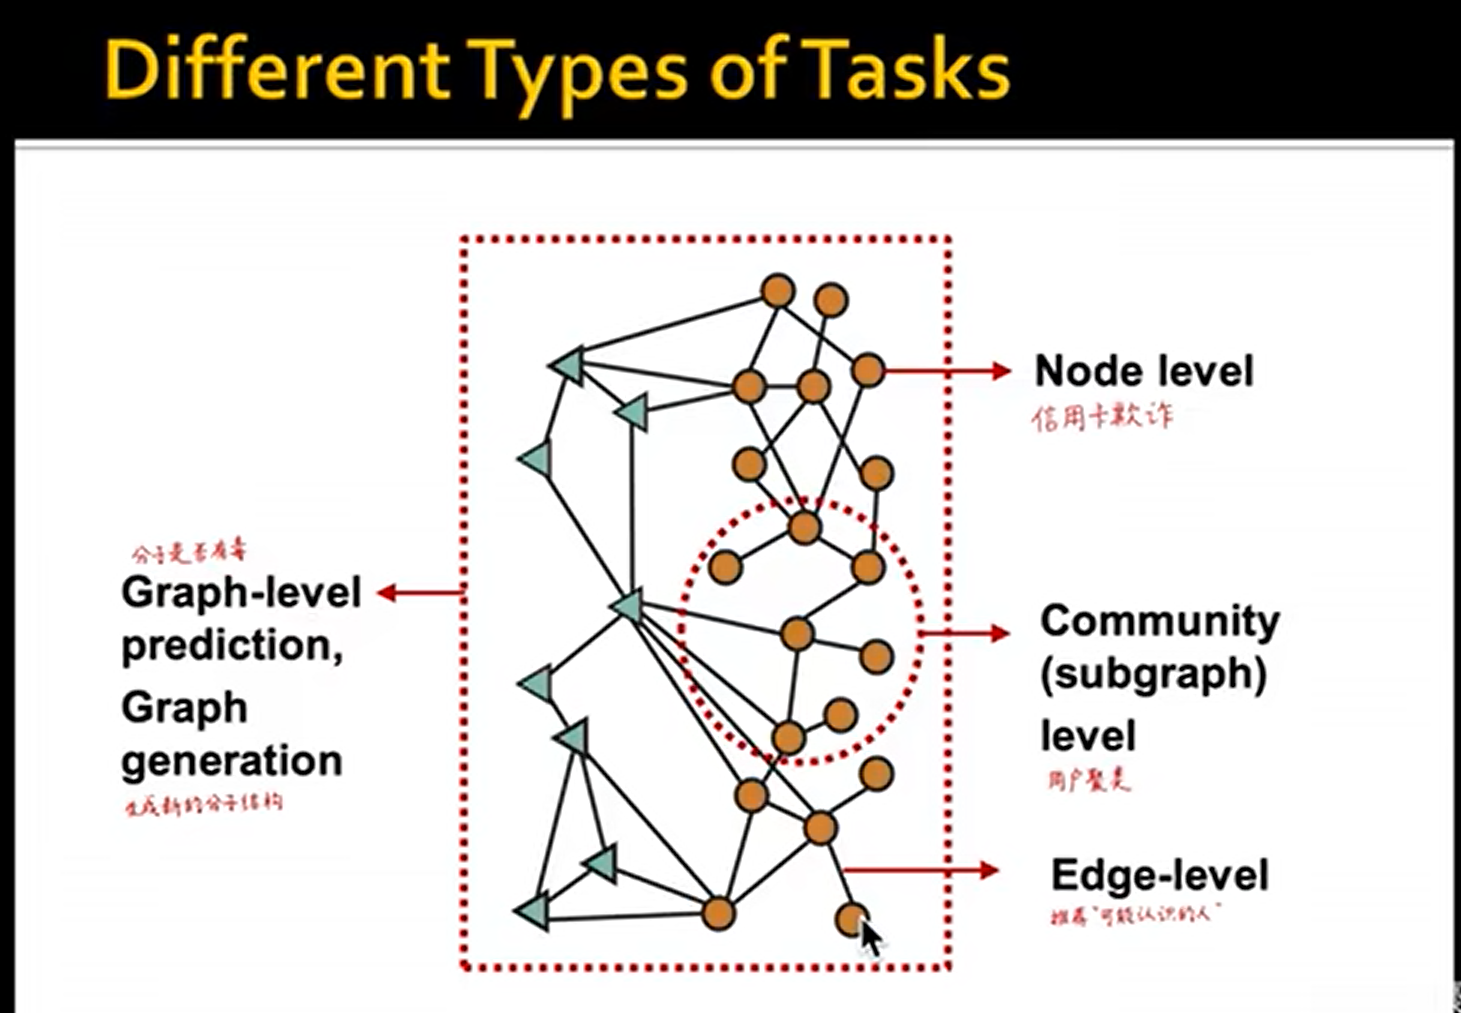 Different Types of Tasks
Node level
信用卡欺诈
分子是否有毒
Graph-level
prediction,
Graph
generation
生成新的分子结构
Community
(subgraph)
level
用户聚类
Edge-level
推荐“可能认识的人”